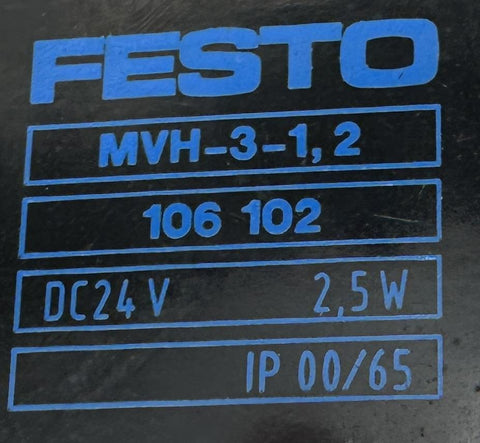 FESTO
MVH-3-1,2
106 102
DC24 V 2,5 W
IP 00/65